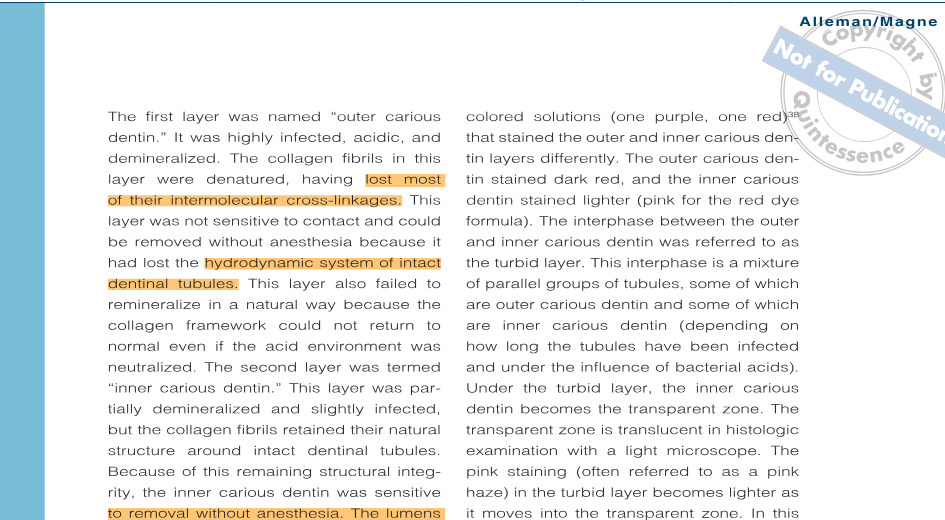 Alleman/Magne
Copyright by
Not for Publication
Quintessence
The first layer was named “outer carious
dentin.” It was highly infected, acidic, and
demineralized. The collagen fibrils in this
layer were denatured, having lost most
of their intermolecular cross-linkages. This
layer was not sensitive to contact and could
be removed without anesthesia because it
had lost the hydrodynamic system of intact
dentinal tubules. This layer also failed to
remineralize in a natural way because the
collagen framework could not return to
normal even if the acid environment was
neutralized. The second layer was termed
“inner carious dentin.” This layer was par-
tially demineralized and slightly infected,
but the collagen fibrils retained their natural
structure around intact dentinal tubules.
Because of this remaining structural integ-
rity, the inner carious dentin was sensitive
to removal without anesthesia. The lumens
colored solutions (one purple, one red)³⁸
that stained the outer and inner carious den-
tin layers differently. The outer carious den-
tin stained dark red, and the inner carious
dentin stained lighter (pink for the red dye
formula). The interphase between the outer
and inner carious dentin was referred to as
the turbid layer. This interphase is a mixture
of parallel groups of tubules, some of which
are outer carious dentin and some of which
are inner carious dentin (depending on
how long the tubules have been infected
and under the influence of bacterial acids).
Under the turbid layer, the inner carious
dentin becomes the transparent zone. The
transparent zone is translucent in histologic
examination with a light microscope. The
pink staining (often referred to as a pink
haze) in the turbid layer becomes lighter as
it moves into the transparent zone. In this